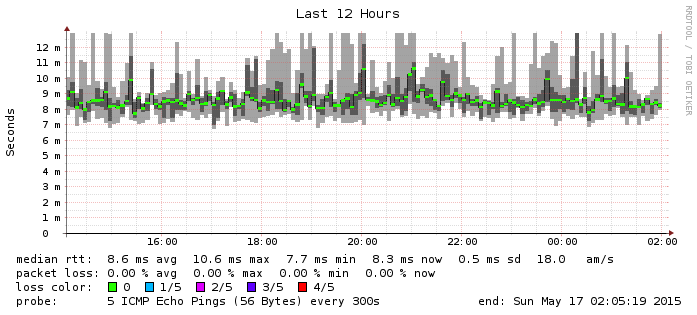 Last 12 Hours
RRDTOOL / TOBI OETIKER
Seconds
12 m
11 m
10 m
9 m
8 m
7 m
6 m
5 m
4 m
3 m
2 m
1 m
0
16:00 18:00 20:00 22:00 00:00 02:00
median rtt: 8.6 ms avg 10.6 ms max 7.7 ms min 8.3 ms now 0.5 ms sd 18.0 am/s
packet loss: 0.00 % avg 0.00 % max 0.00 % min 0.00 % now
loss color: 0 1/5 2/5 3/5 4/5
probe: 5 ICMP Echo Pings (56 Bytes) every 300s end: Sun May 17 02:05:19 2015